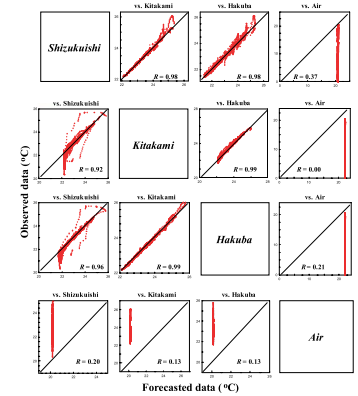 vs. Kitakami
vs. Hakuba
vs. Air
Shizukuishi
R = 0.98
R = 0.98
R = 0.37
vs. Shizukuishi
vs. Hakuba
vs. Air
Kitakami
R = 0.92
R = 0.99
R = 0.00
vs. Shizukuishi
vs. Kitakami
vs. Air
Hakuba
R = 0.96
R = 0.99
R = 0.21
vs. Shizukuishi
vs. Kitakami
vs. Hakuba
Air
R = 0.20
R = 0.13
R = 0.13
Observed data (°C)
Forecasted data (°C)